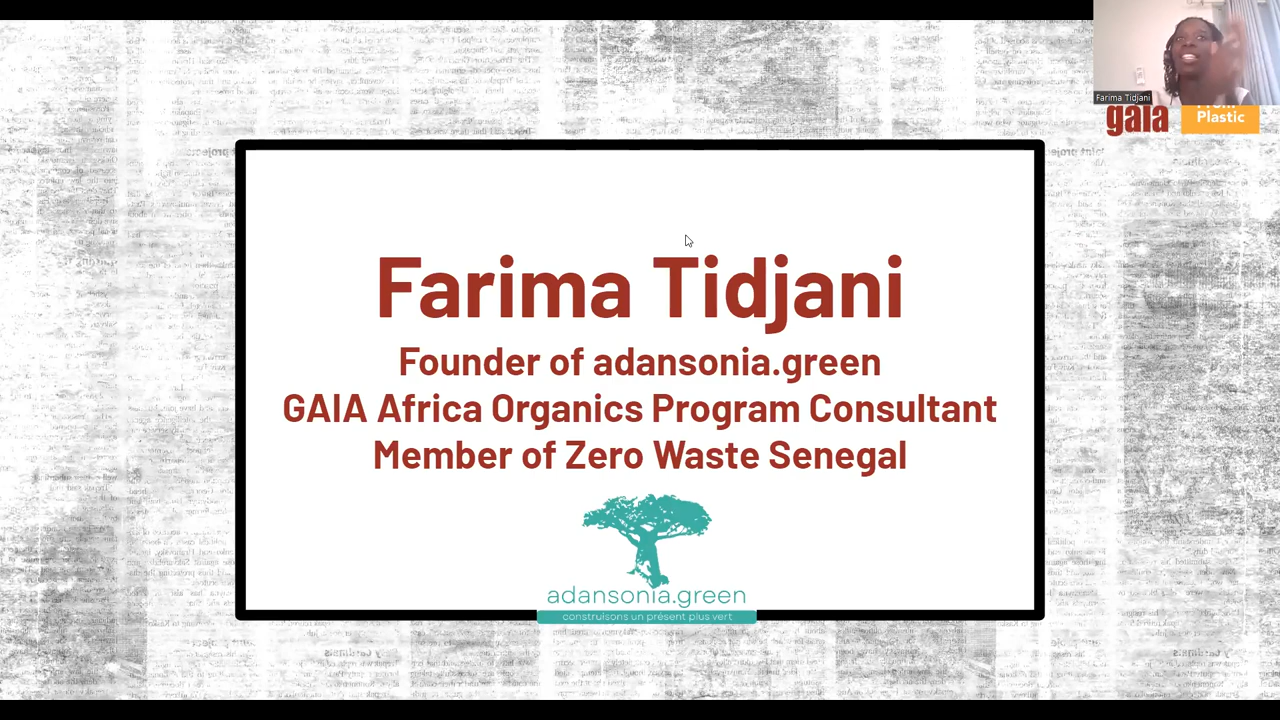 Farima Tidjani
gaia
Plastic
Farima Tidjani
Founder of adansonia.green
GAIA Africa Organics Program Consultant
Member of Zero Waste Senegal
adansonia.green
construisons un présent plus vert